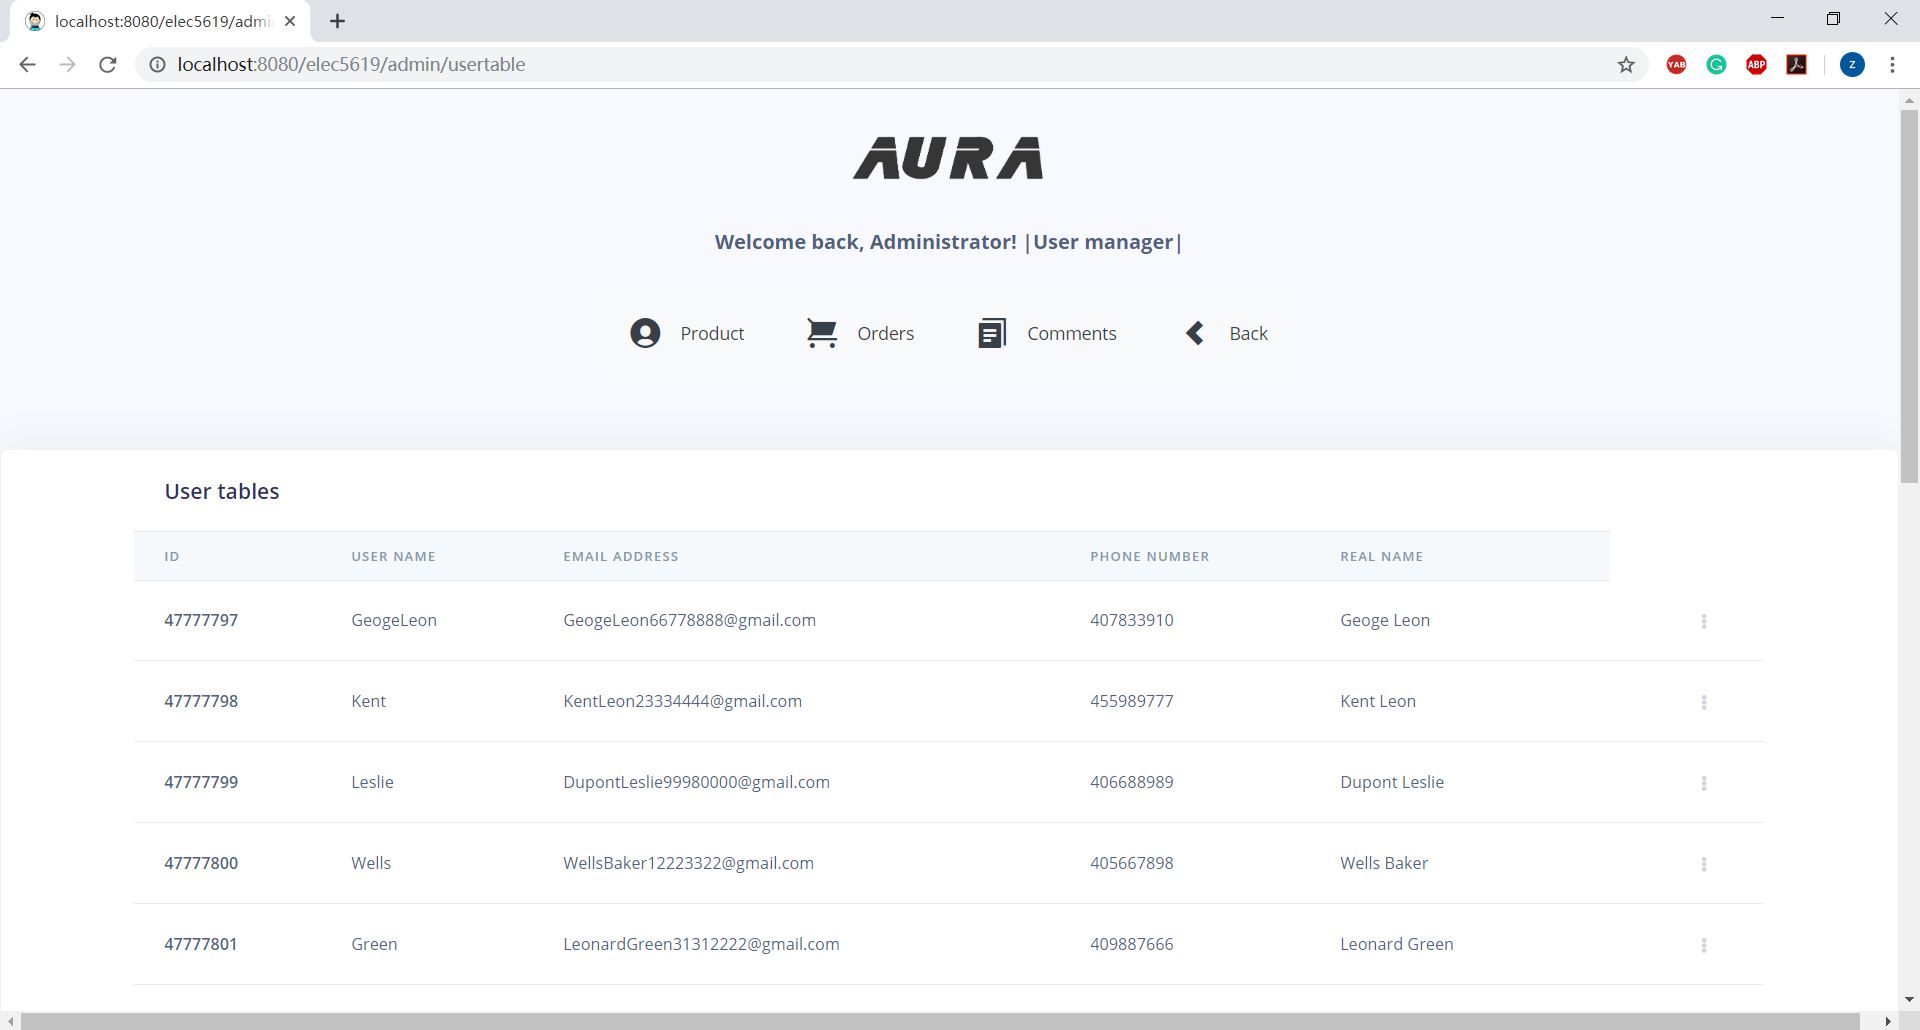 localhost:8080/elec5619/admi
localhost:8080/elec5619/admin/usertable
YAB
G
ABP
Z
AURA
Welcome back, Administrator! |User manager|
Product Orders Comments Back
User tables
ID USER NAME EMAIL ADDRESS PHONE NUMBER REAL NAME
47777797 GeogeLeon GeogeLeon66778888@gmail.com 407833910 Geoge Leon
47777798 Kent KentLeon23334444@gmail.com 455989777 Kent Leon
47777799 Leslie DupontLeslie99980000@gmail.com 406688989 Dupont Leslie
47777800 Wells WellsBaker12223322@gmail.com 405667898 Wells Baker
47777801 Green LeonardGreen31312222@gmail.com 409887666 Leonard Green